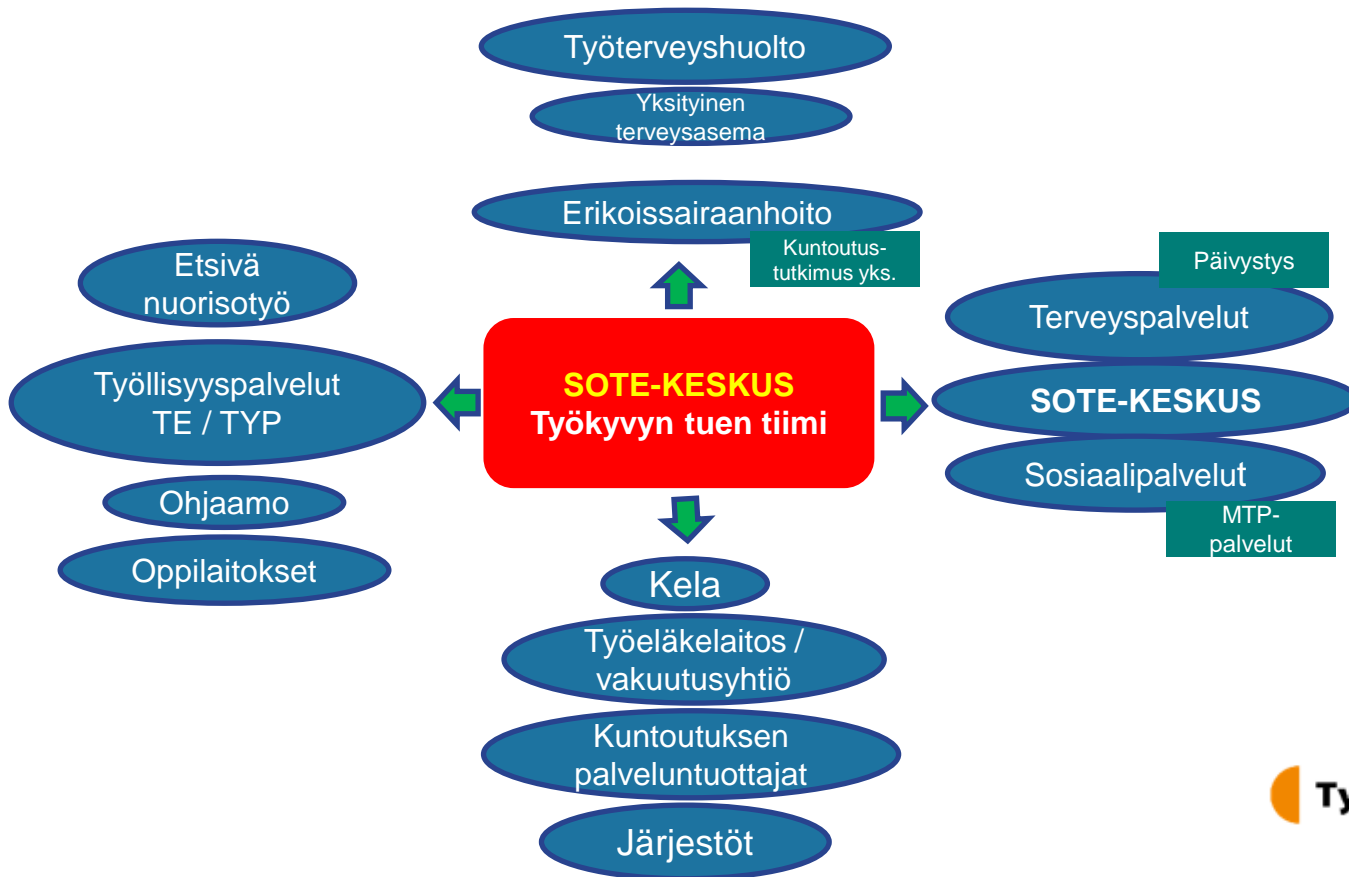 Työterveyshuolto
Yksityinen
terveysasema
Erikoissairaanhoito
Kuntoutus-
tutkimus yks.
Etsivä
nuorisotyö
Työllisyyspalvelut
TE / TYP
Ohjaamo
Oppilaitokset
SOTE-KESKUS
Työkyvyn tuen tiimi
Päivystys
Terveyspalvelut
SOTE-KESKUS
Sosiaalipalvelut
MTP-
palvelut
Kela
Työeläkelaitos /
vakuutusyhtiö
Kuntoutuksen
palveluntuottajat
Järjestöt
Ty